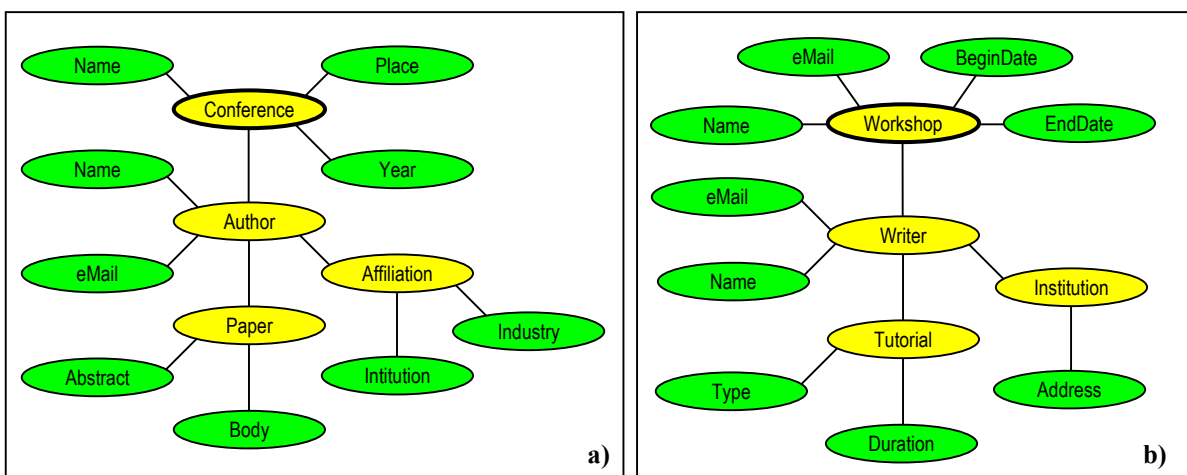 Name
Place
Conference
Name
Year
Author
eMail
Affiliation
Paper
Industry
Abstract
Intitution
Body
a)
eMail
BeginDate
Name
Workshop
EndDate
eMail
Writer
Name
Institution
Tutorial
Type
Address
Duration
b)